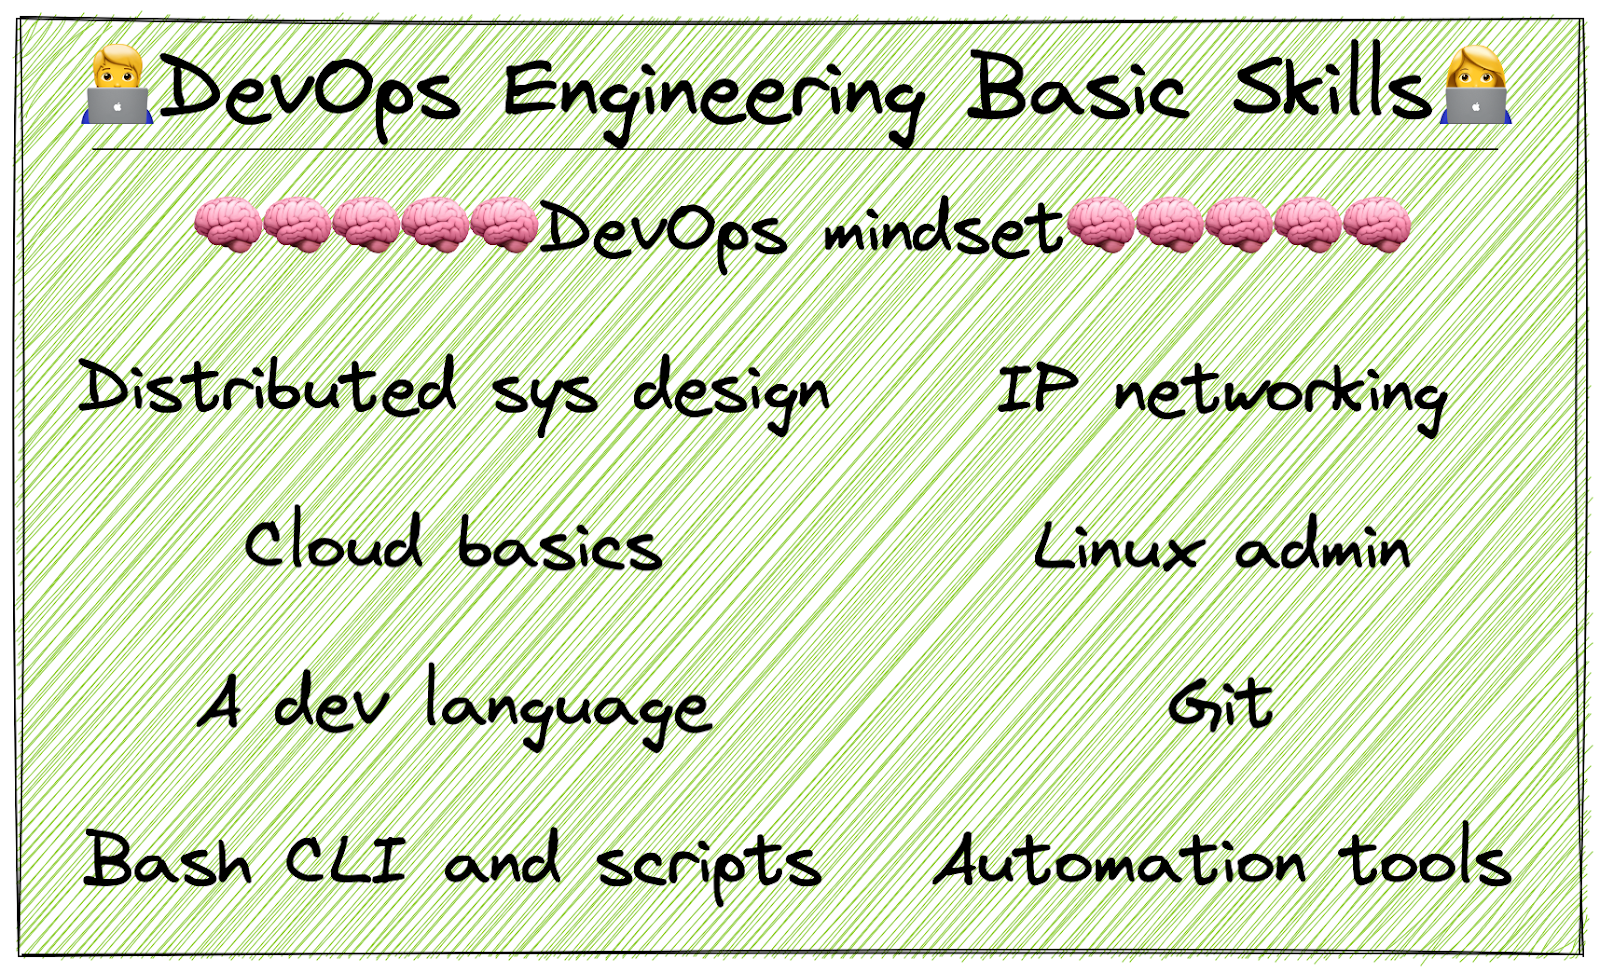 🧑‍💻DevOps Engineering Basic Skills👩‍💻
🧠🧠🧠🧠🧠DevOps mindset🧠🧠🧠🧠🧠
Distributed sys design
IP networking
Cloud basics
Linux admin
A dev language
Git
Bash CLI and scripts
Automation tools